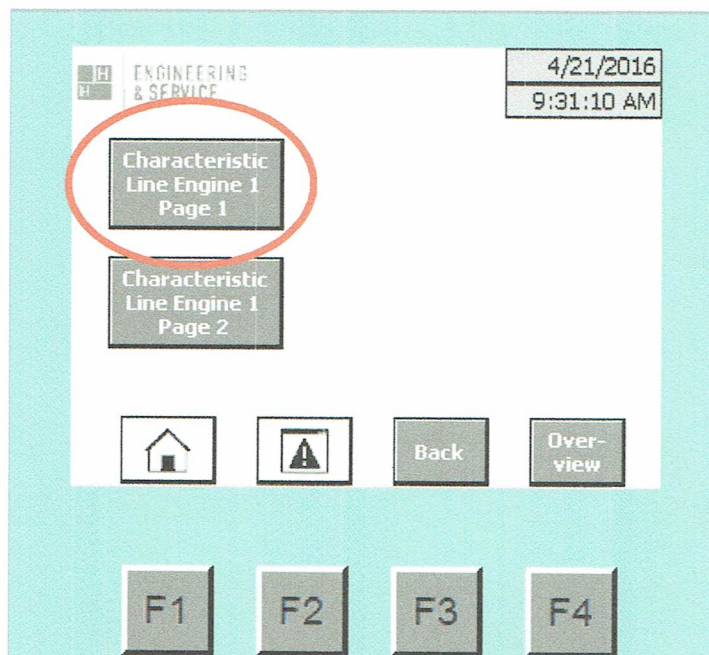 H
H
ENGINEERING
& SERVICE
4/21/2016
9:31:10 AM
Characteristic
Line Engine 1
Page 1
Characteristic
Line Engine 1
Page 2
Back
Over-
view
F1
F2
F3
F4